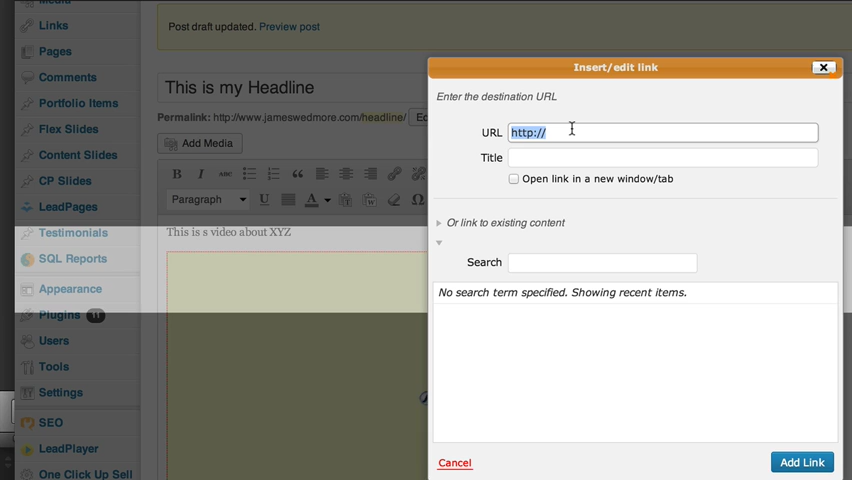 Media
Links
Pages
Comments
Portfolio Items
Flex Slides
Content Slides
CP Slides
LeadPages
Testimonials
SQL Reports
Appearance
Plugins 11
Users
Tools
Settings
SEO
LeadPlayer
One Click Up Sell
Post draft updated. Preview post
This is my Headline
Permalink: http://www.jameswedmore.com/headline/
Add Media
B I ABC
Paragraph U A Ω
This is s video about XYZ
Insert/edit link
Enter the destination URL
URL http://
Title
Open link in a new window/tab
Or link to existing content
Search
No search term specified. Showing recent items.
Cancel
Add Link